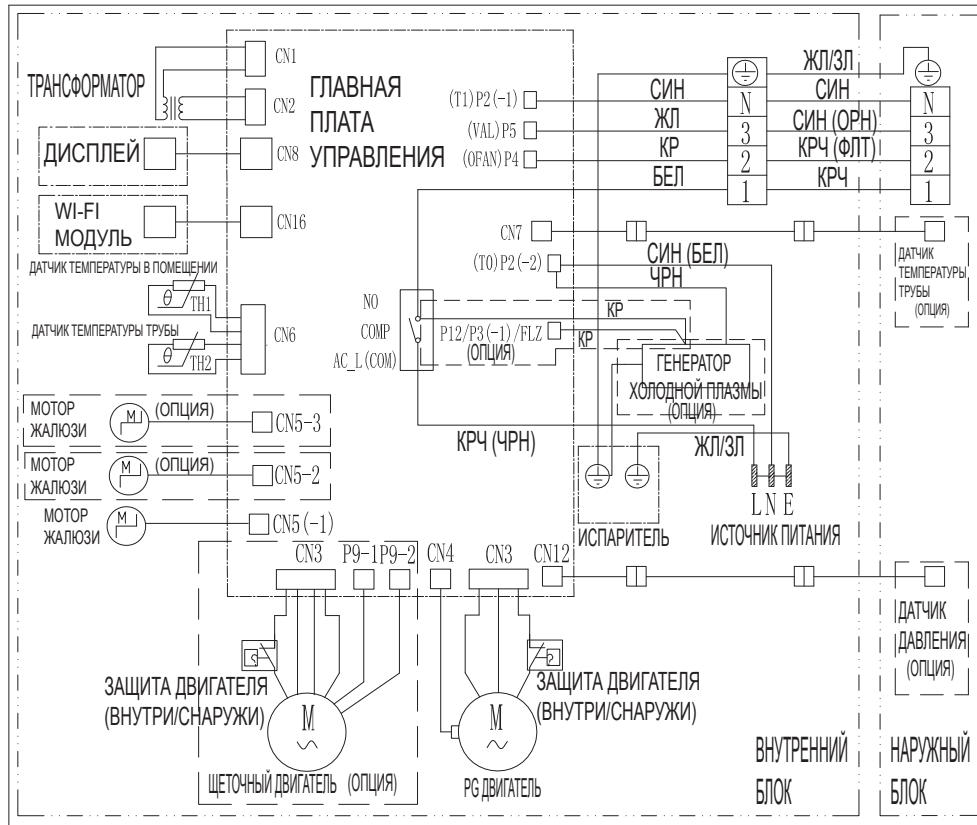 ТРАНСФОРМАТОР
CN1
CN2
ГЛАВНАЯ
ПЛАТА
УПРАВЛЕНИЯ
ДИСПЛЕЙ
CN8
WI-FI
МОДУЛЬ
CN16
ДАТЧИК ТЕМПЕРАТУРЫ В ПОМЕЩЕНИИ
θ
TH1
ДАТЧИК ТЕМПЕРАТУРЫ ТРУБЫ
θ
TH2
CN6
МОТОР
ЖАЛЮЗИ
M
(ОПЦИЯ)
CN5-3
МОТОР
ЖАЛЮЗИ
M
(ОПЦИЯ)
CN5-2
МОТОР
ЖАЛЮЗИ
M
CN5(-1)
(T1)P2(-1)
(VAL)P5
(OFAN)P4
СИН
ЖЛ
КР
БЕЛ
N
3
2
1
ЖЛ/ЗЛ
СИН
СИН (ОРН)
КРЧ (ФЛТ)
КРЧ
N
3
2
1
CN7
(T0)P2(-2)
СИН (БЕЛ)
ЧРН
ДАТЧИК
ТЕМПЕРАТУРЫ
ТРУБЫ
(ОПЦИЯ)
NO
COMP
AC_L(COM)
КР
P12/P3(-1)/FLZ
(ОПЦИЯ)
КР
ГЕНЕРАТОР
ХОЛОДНОЙ ПЛАЗМЫ
(ОПЦИЯ)
КРЧ (ЧРН)
ЖЛ/ЗЛ
ИСПАРИТЕЛЬ
L N E
ИСТОЧНИК ПИТАНИЯ
CN3
P9-1
P9-2
CN4
CN3
CN12
ЗАЩИТА ДВИГАТЕЛЯ
(ВНУТРИ/СНАРУЖИ)
M
ЩЕТОЧНЫЙ ДВИГАТЕЛЬ (ОПЦИЯ)
ЗАЩИТА ДВИГАТЕЛЯ
(ВНУТРИ/СНАРУЖИ)
M
PG ДВИГАТЕЛЬ
ДАТЧИК
ДАВЛЕНИЯ
(ОПЦИЯ)
ВНУТРЕННИЙ
БЛОК
НАРУЖНЫЙ
БЛОК